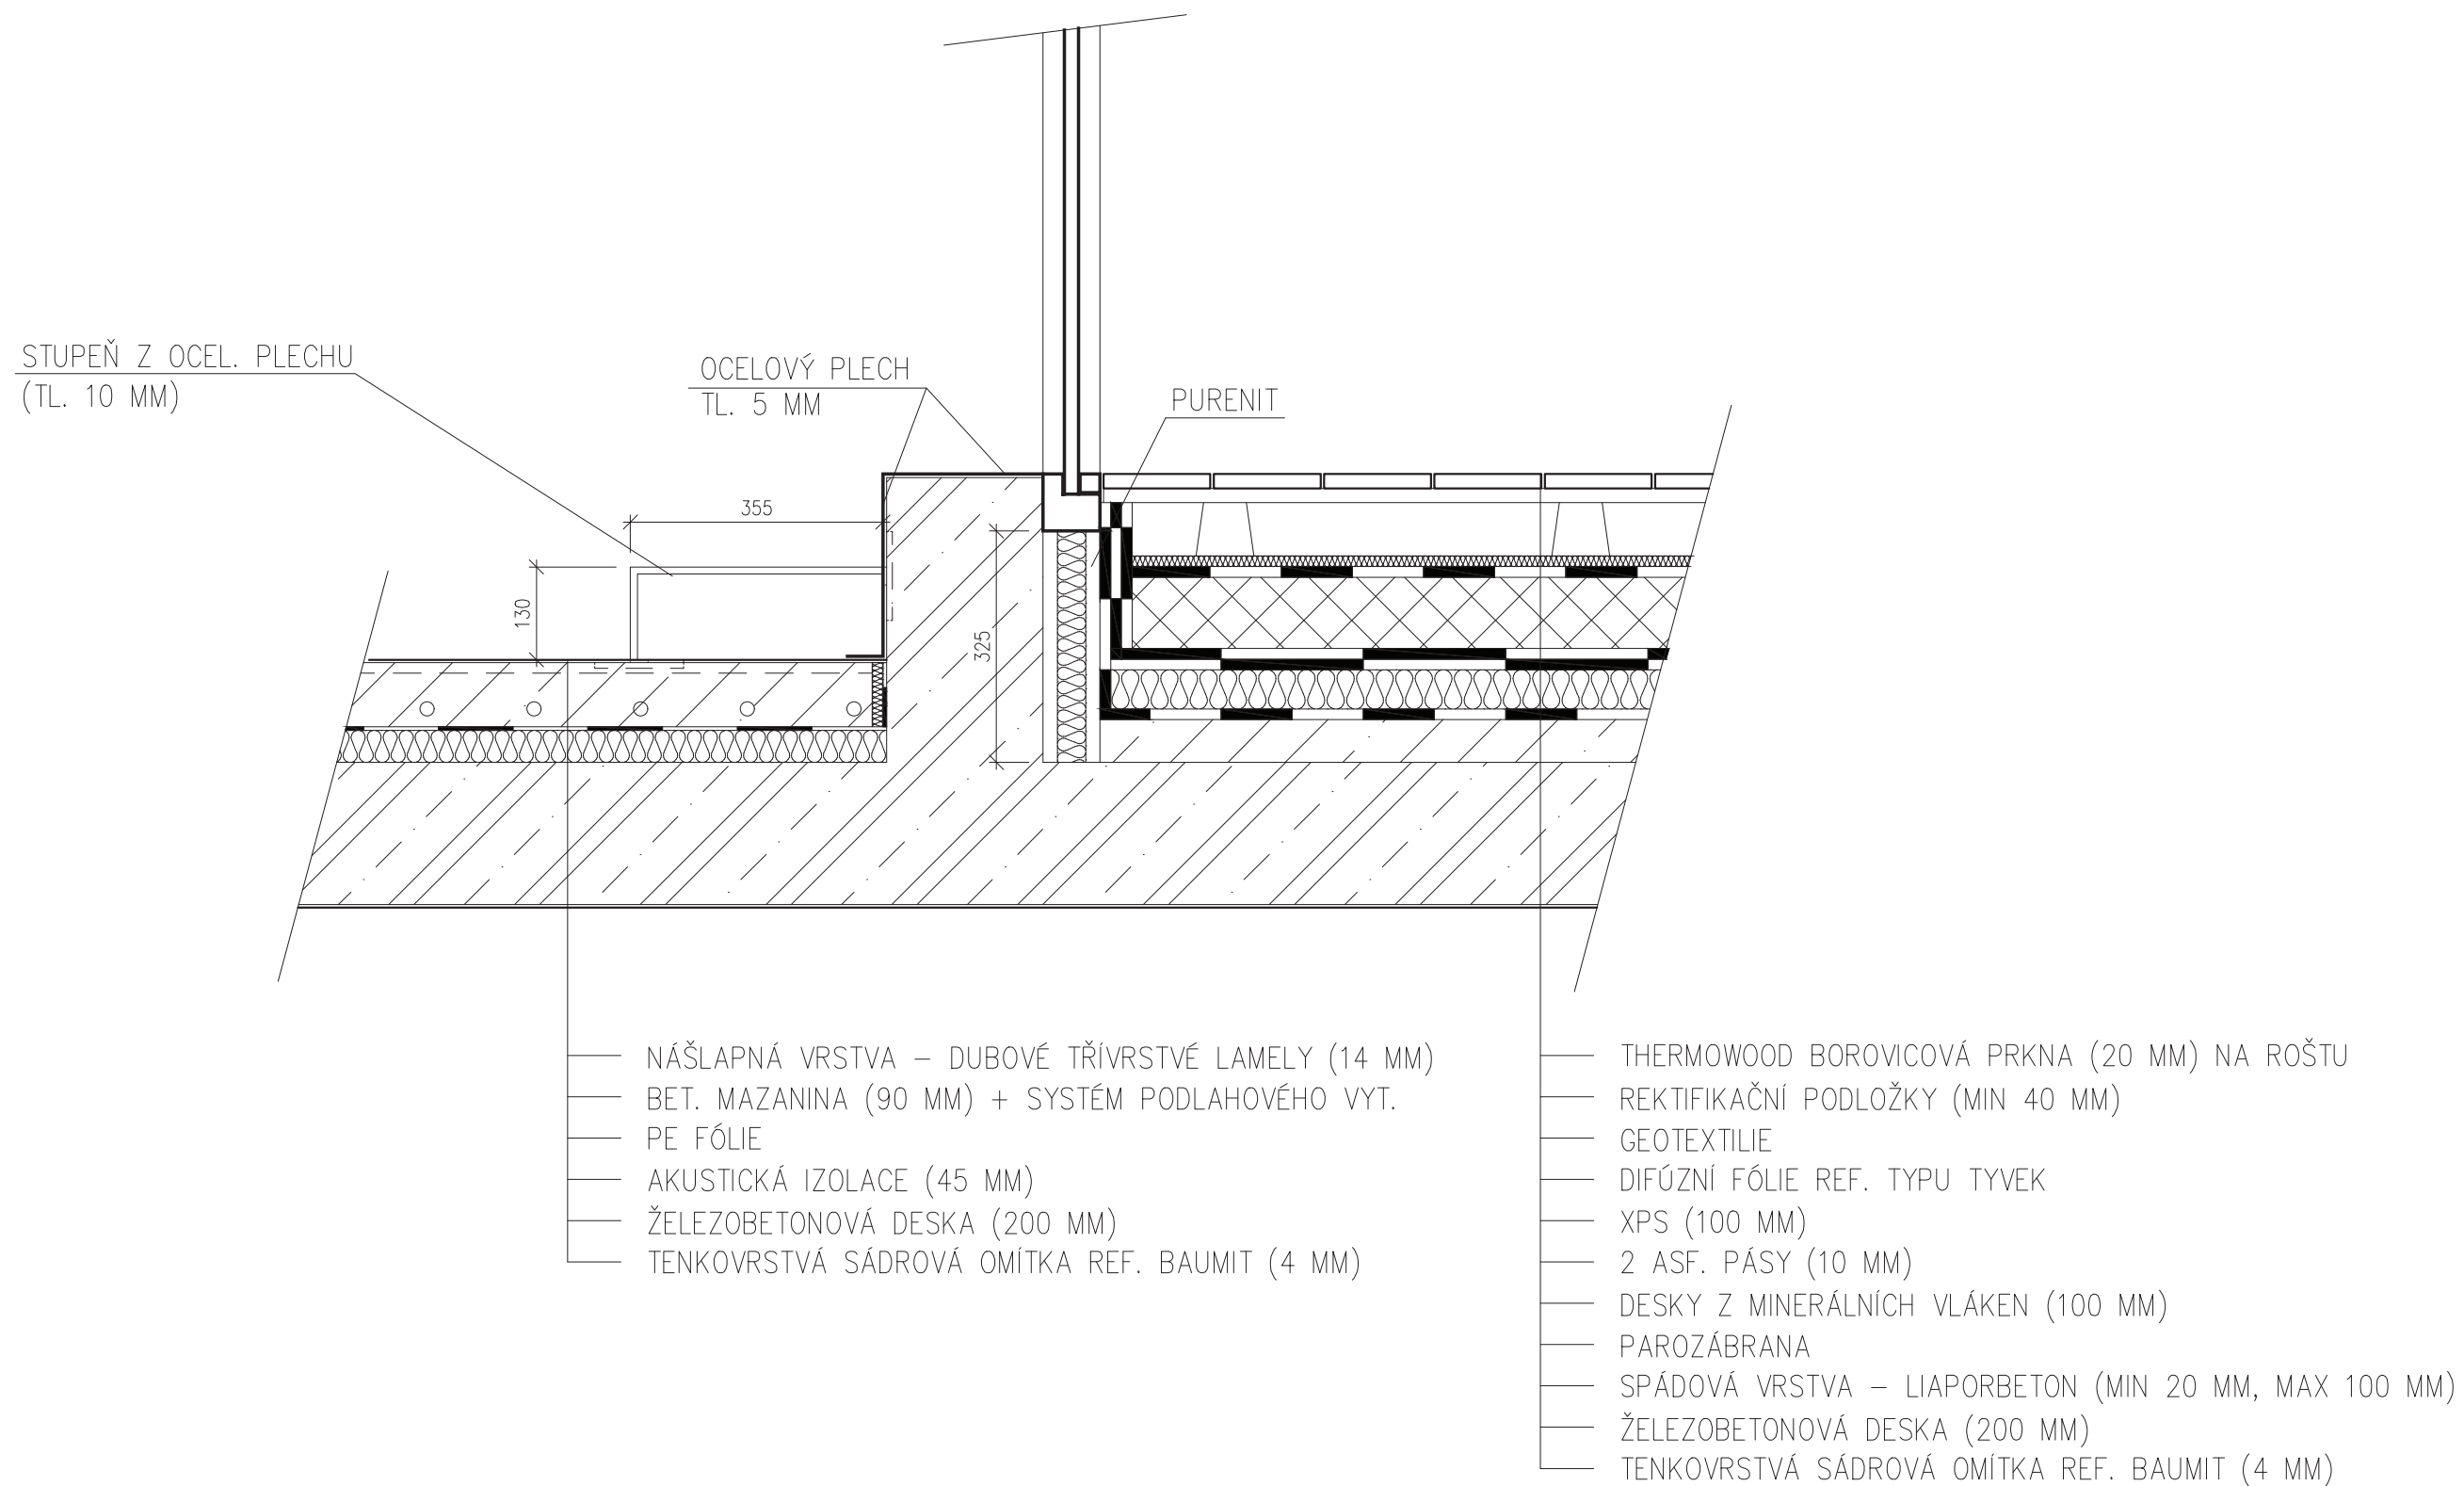 STUPEŇ Z OCEL. PLECHU
(TL. 10 MM)
OCELOVÝ PLECH
TL. 5 MM
PURENIT
355
130
325
NÁŠLAPNÁ VRSTVA – DUBOVÉ TŘÍVRSTVÉ LAMELY (14 MM)
BET. MAZANINA (90 MM) + SYSTÉM PODLAHOVÉHO VYT.
PE FÓLIE
AKUSTICKÁ IZOLACE (45 MM)
ŽELEZOBETONOVÁ DESKA (200 MM)
TENKOVRSTVÁ SÁDROVÁ OMÍTKA REF. BAUMIT (4 MM)
THERMOWOOD BOROVICOVÁ PRKNA (20 MM) NA ROŠTU
REKTIFIKAČNÍ PODLOŽKY (MIN 40 MM)
GEOTEXTILIE
DIFÚZNÍ FÓLIE REF. TYPU TYVEK
XPS (100 MM)
2 ASF. PÁSY (10 MM)
DESKY Z MINERÁLNÍCH VLÁKEN (100 MM)
PAROZÁBRANA
SPÁDOVÁ VRSTVA – LIAPORBETON (MIN 20 MM, MAX 100 MM)
ŽELEZOBETONOVÁ DESKA (200 MM)
TENKOVRSTVÁ SÁDROVÁ OMÍTKA REF. BAUMIT (4 MM)